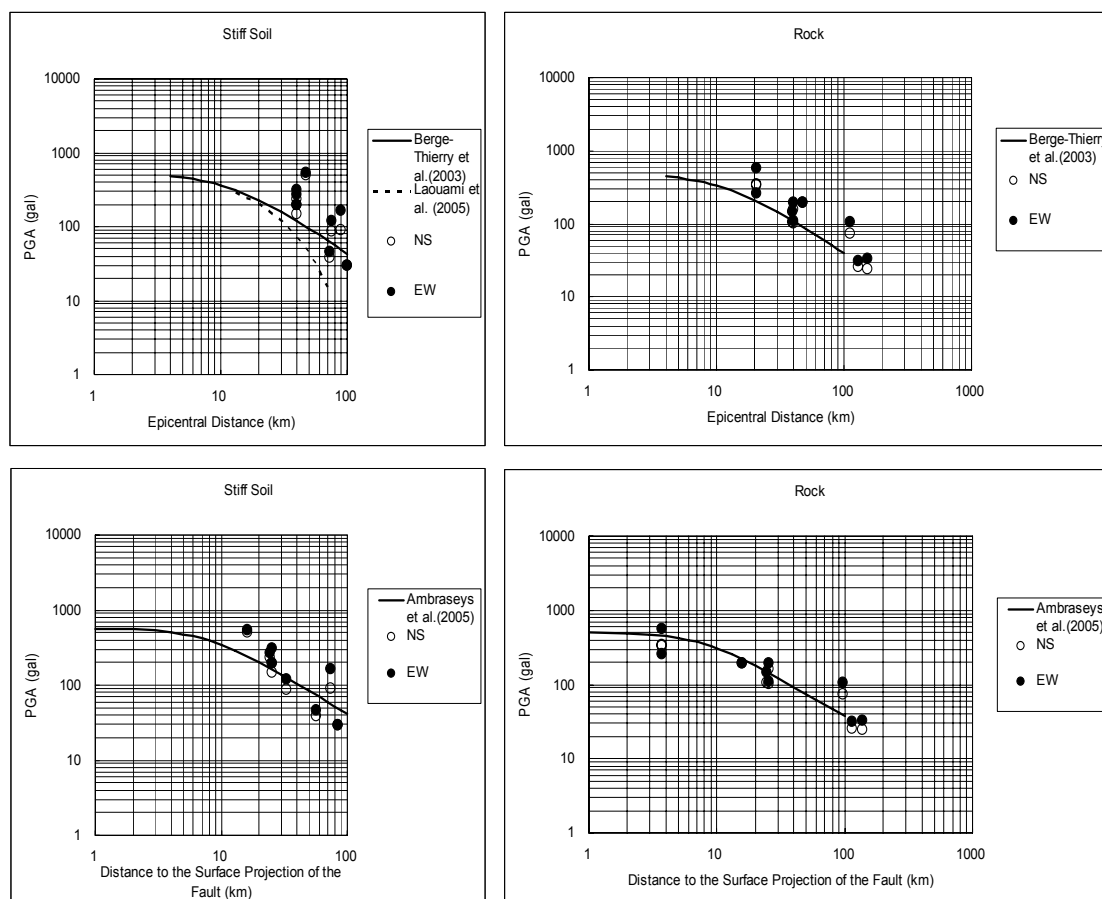 Stiff Soil
10000
1000
100
10
1
PGA (gal)
1
10
100
Epicentral Distance (km)
Berge-
Thierry et
al.(2003)
Laouami et
al. (2005)
NS
EW
Rock
10000
1000
100
10
1
PGA (gal)
1
10
100
1000
Epicentral Distance (km)
Berge-Thierry
et al.(2003)
NS
EW
Stiff Soil
10000
1000
100
10
1
PGA (gal)
1
10
100
Distance to the Surface Projection of the
Fault (km)
Ambraseys
et al.(2005)
NS
EW
Rock
10000
1000
100
10
1
PGA (gal)
1
10
100
1000
Distance to the Surface Projection of the Fault (km)
Ambraseys
et al.(2005)
NS
EW